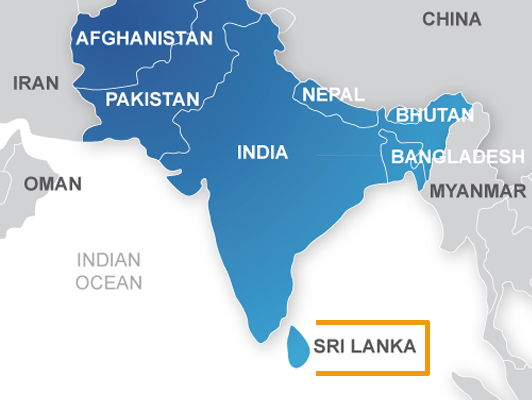 CHINA
AFGHANISTAN
IRAN
PAKISTAN
NEPAL
BHUTAN
INDIA
BANGLADESH
OMAN
MYANMAR
INDIAN
OCEAN
SRI LANKA